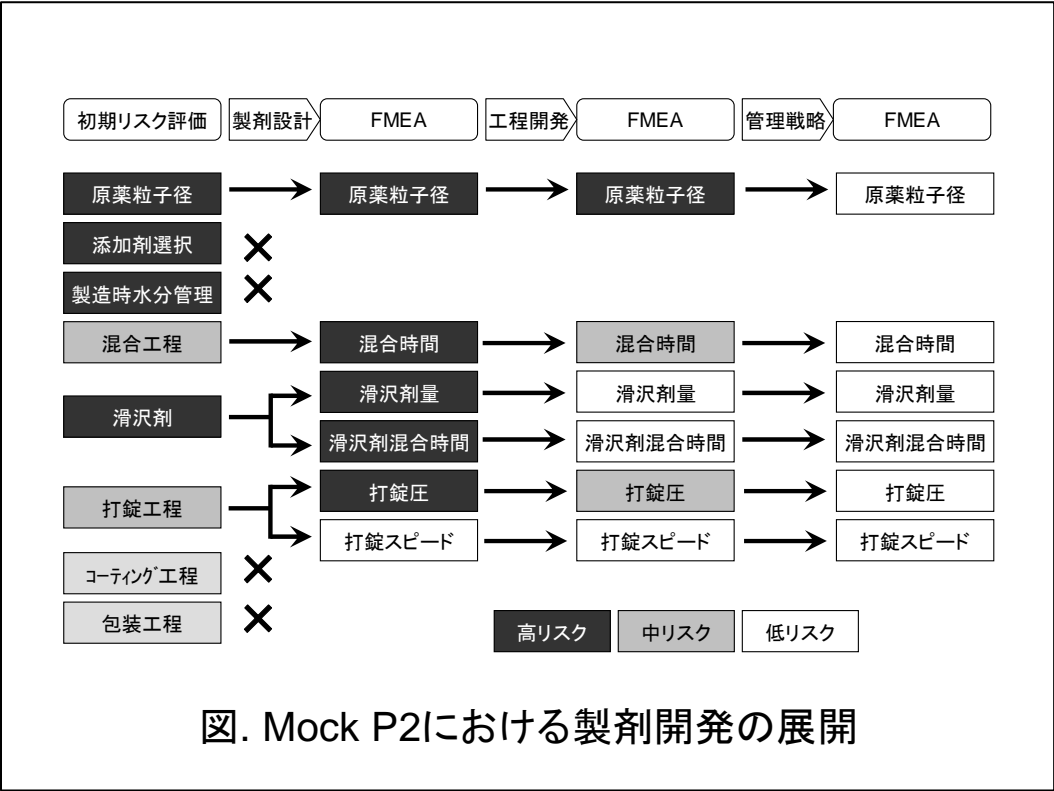 初期リスク評価 製剤設計 FMEA 工程開発 FMEA 管理戦略 FMEA
原薬粒子径 原薬粒子径 原薬粒子径 原薬粒子径
添加剤選択
製造時水分管理
混合工程 混合時間 混合時間 混合時間
滑沢剤量 滑沢剤量 滑沢剤量
滑沢剤
滑沢剤混合時間 滑沢剤混合時間 滑沢剤混合時間
打錠圧 打錠圧 打錠圧
打錠工程
打錠スピード 打錠スピード 打錠スピード
コーティング工程
包装工程
高リスク 中リスク 低リスク
図. Mock P2における製剤開発の展開